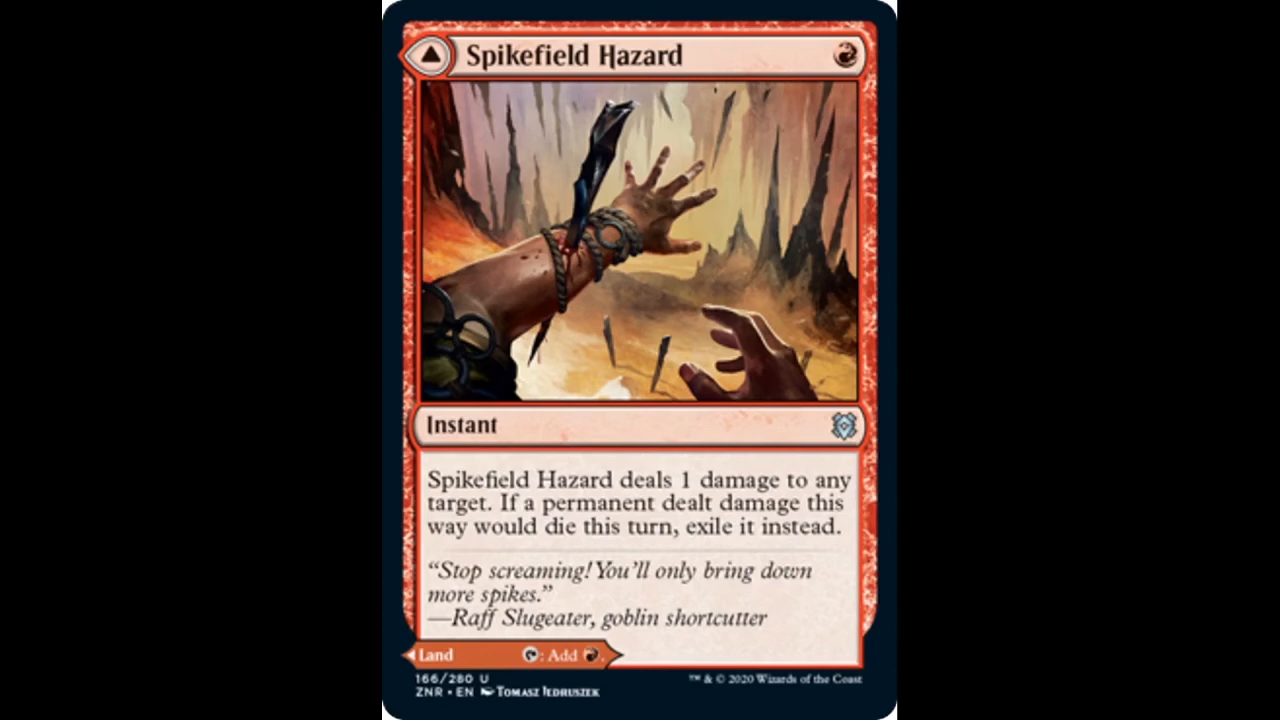 Spikefield Hazard
Instant
Spikefield Hazard deals 1 damage to any
target. If a permanent dealt damage this
way would die this turn, exile it instead.
“Stop screaming! You’ll only bring down
more spikes.”
—Raff Slugeater, goblin shortcutter
Land : Add .
166/280 U
ZNR • EN Tomasz Jedruszek
™ & © 2020 Wizards of the Coast